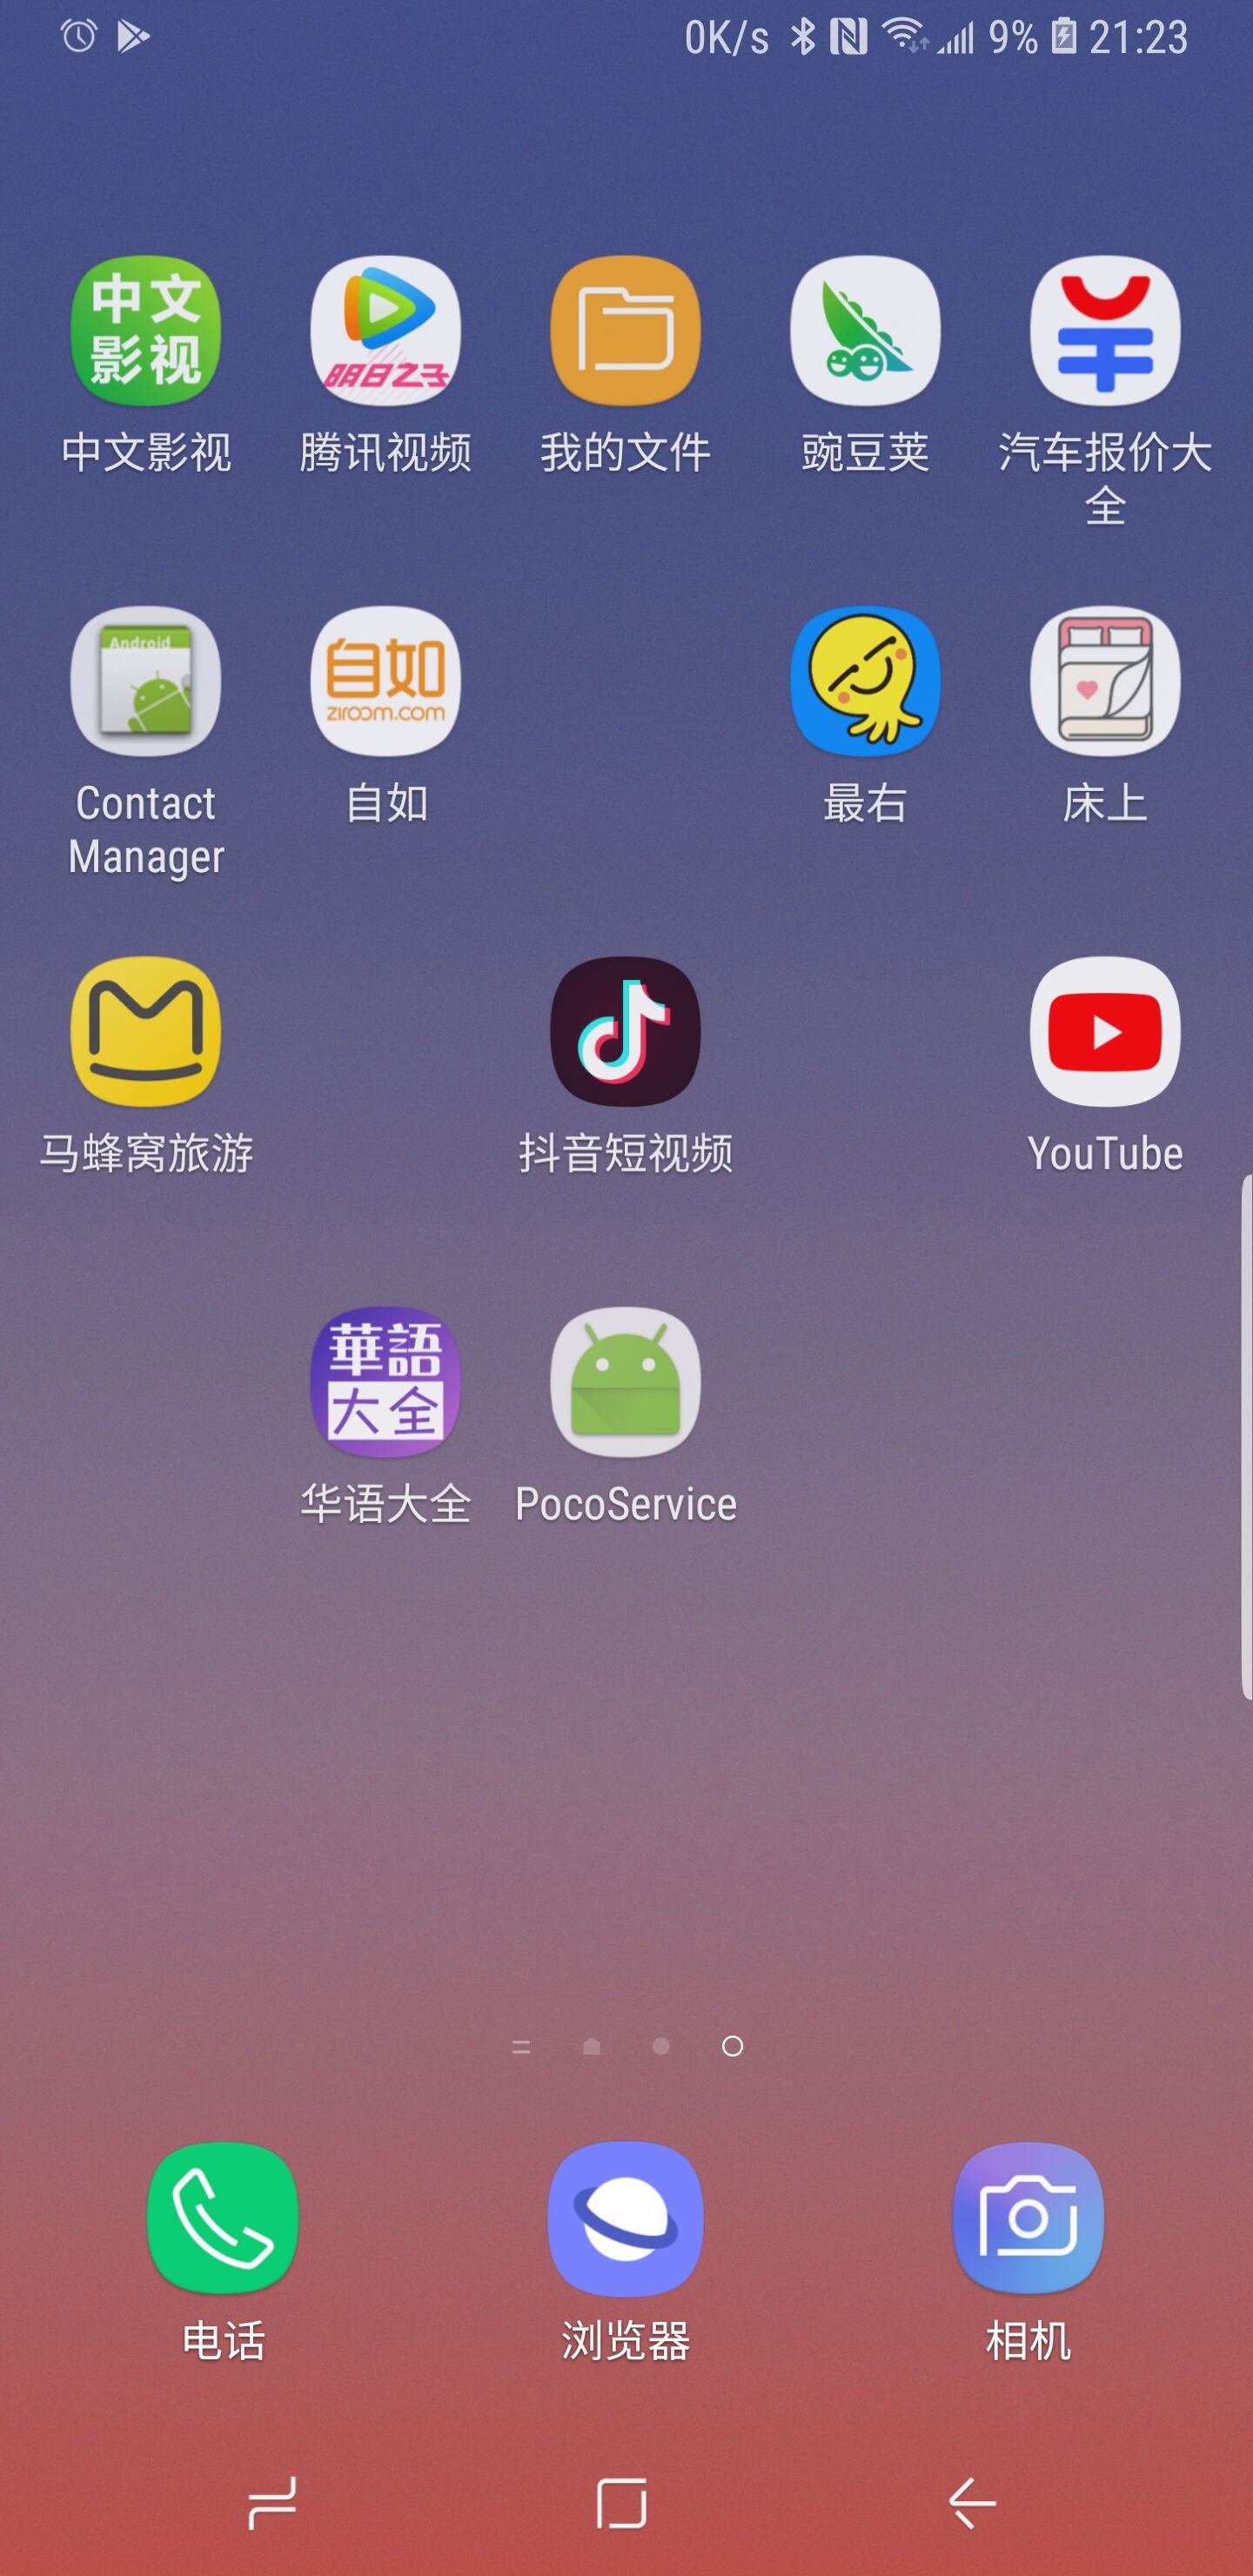 0K/s 9% 21:23
中文
影视
明日之子
中文影视 腾讯视频 我的文件 豌豆荚 汽车报价大
全
Android
自如
ziroom.com
Contact 自如 最右 床上
Manager
马蜂窝旅游 抖音短视频 YouTube
華語
大全
华语大全 PocoService
电话 浏览器 相机